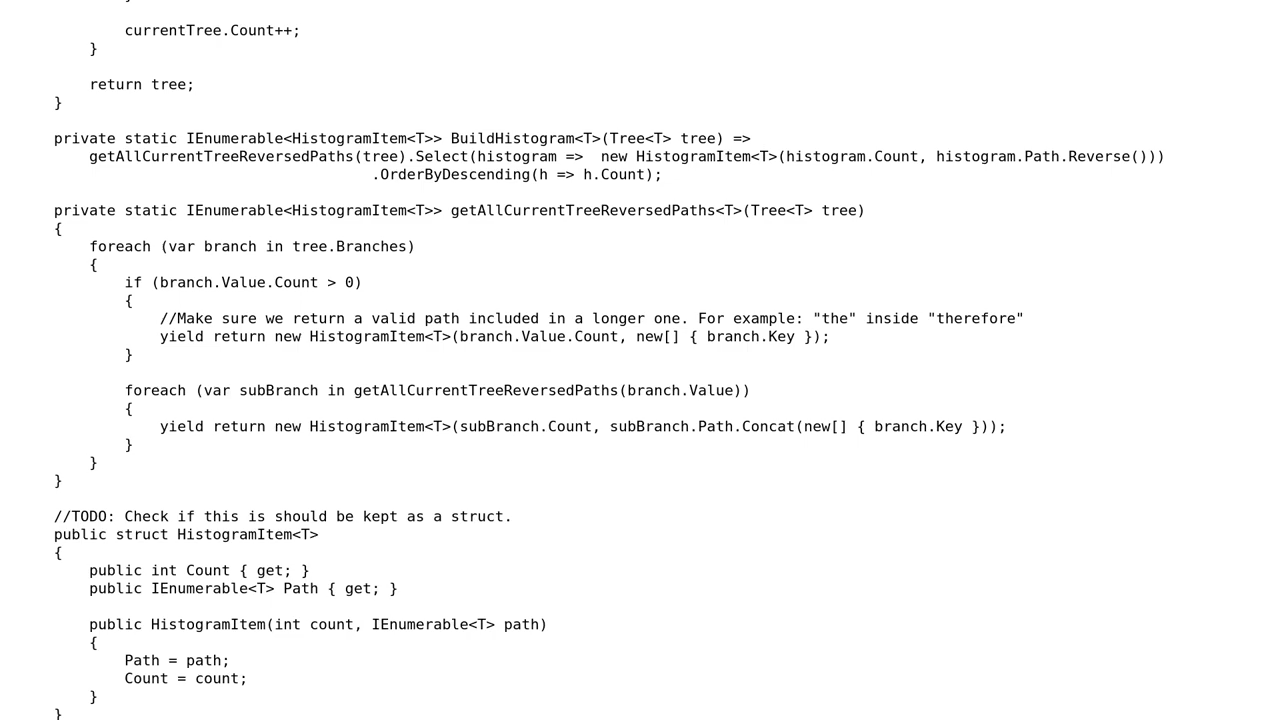 currentTree.Count++;
}
return tree;
}
private static IEnumerable<HistogramItem<T>> BuildHistogram<T>(Tree<T> tree) =>
getAllCurrentTreeReversedPaths(tree).Select(histogram =>  new HistogramItem<T>(histogram.Count, histogram.Path.Reverse()))
.OrderByDescending(h => h.Count);
private static IEnumerable<HistogramItem<T>> getAllCurrentTreeReversedPaths<T>(Tree<T> tree)
{
foreach (var branch in tree.Branches)
{
if (branch.Value.Count > 0)
{
//Make sure we return a valid path included in a longer one. For example: "the" inside "therefore"
yield return new HistogramItem<T>(branch.Value.Count, new[] { branch.Key });
}
foreach (var subBranch in getAllCurrentTreeReversedPaths(branch.Value))
{
yield return new HistogramItem<T>(subBranch.Count, subBranch.Path.Concat(new[] { branch.Key }));
}
}
}
//TODO: Check if this is should be kept as a struct.
public struct HistogramItem<T>
{
public int Count { get; }
public IEnumerable<T> Path { get; }
public HistogramItem(int count, IEnumerable<T> path)
{
Path = path;
Count = count;
}
}